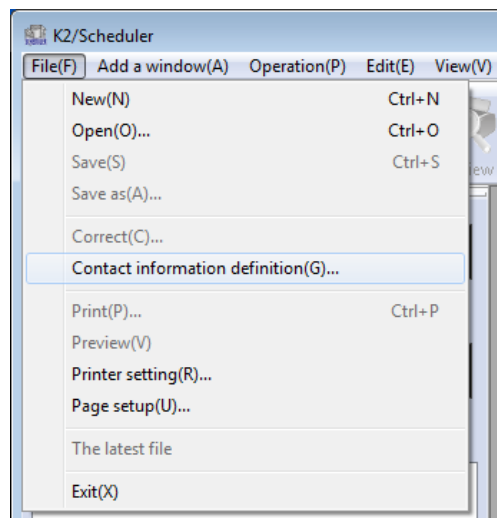 K2/Scheduler
File(F) Add a window(A) Operation(P) Edit(E) View(V)
New(N) Ctrl+N
Open(O)... Ctrl+O
Save(S) Ctrl+S
Save as(A)...
Correct(C)...
Contact information definition(G)...
Print(P)... Ctrl+P
Preview(V)
Printer setting(R)...
Page setup(U)...
The latest file
Exit(X)